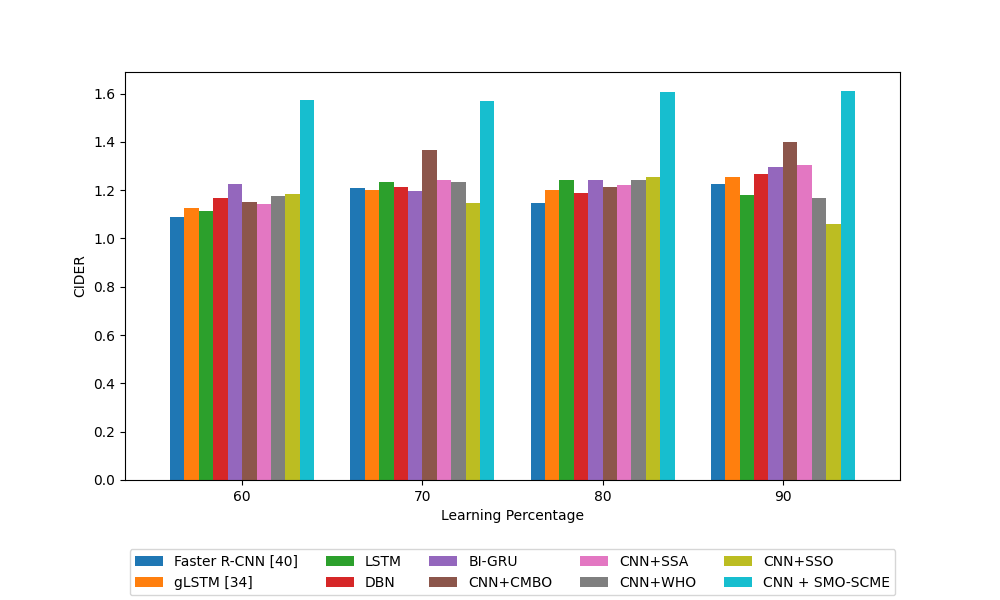 1.6
1.4
1.2
1.0
0.8
0.6
0.4
0.2
0.0
CIDER
60 70 80 90
Learning Percentage
Faster R-CNN [40] LSTM BI-GRU CNN+SSA CNN+SSO
gLSTM [34] DBN CNN+CMBO CNN+WHO CNN + SMO-SCME